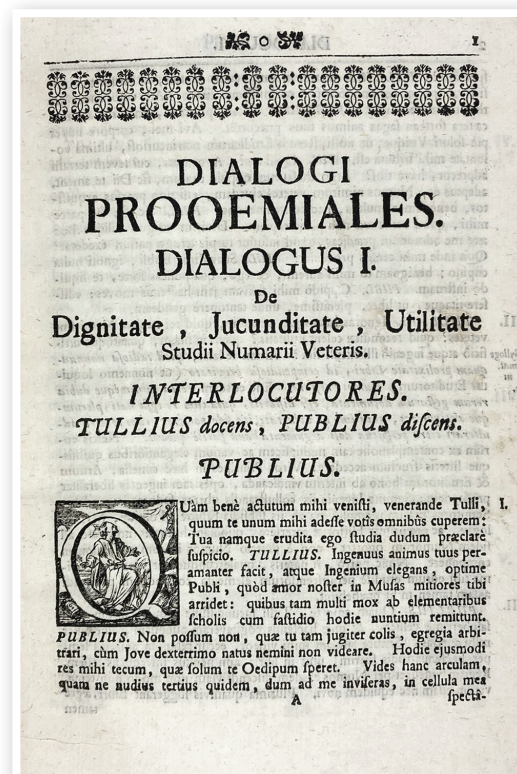 1
DIALOGI
PROOEMIALES.
DIALOGUS I.
De
Dignitate , Jucunditate , Utilitate
Studii Numarii Veteris.
INTERLOCUTORES.
TULLIUS docens, PUBLIUS discens.
PUBLIUS.
QUàm benè actutum mihi venisti, venerande Tulli, I.
quum te unum mihi adesse votis omnibûs cuperem:
Tua namque erudita ego studia dudum præclarè
suspicio. TULLIUS. Ingenuus animus tuus per-
amanter facit, atque Ingenium elegans, optime
Publi, quòd amor noster in Musas mitiores tibi
arridet: quibus tam multi mox ab elementaribus
scholis cum fastidio hodie nuntium remittunt.
PUBLIUS. Non possum non, quæ tu tam jugiter colis, egregia arbi-
trari, cùm Jove dexterrimo natus nemini non videare. Hodie ejusmodi
res mihi tecum, quæ solum te Oedipum speret. Vides hanc arculam,
quam ne nudius tertius quidem, dum ad me inviseras, in cellula mea
A
spectâ-